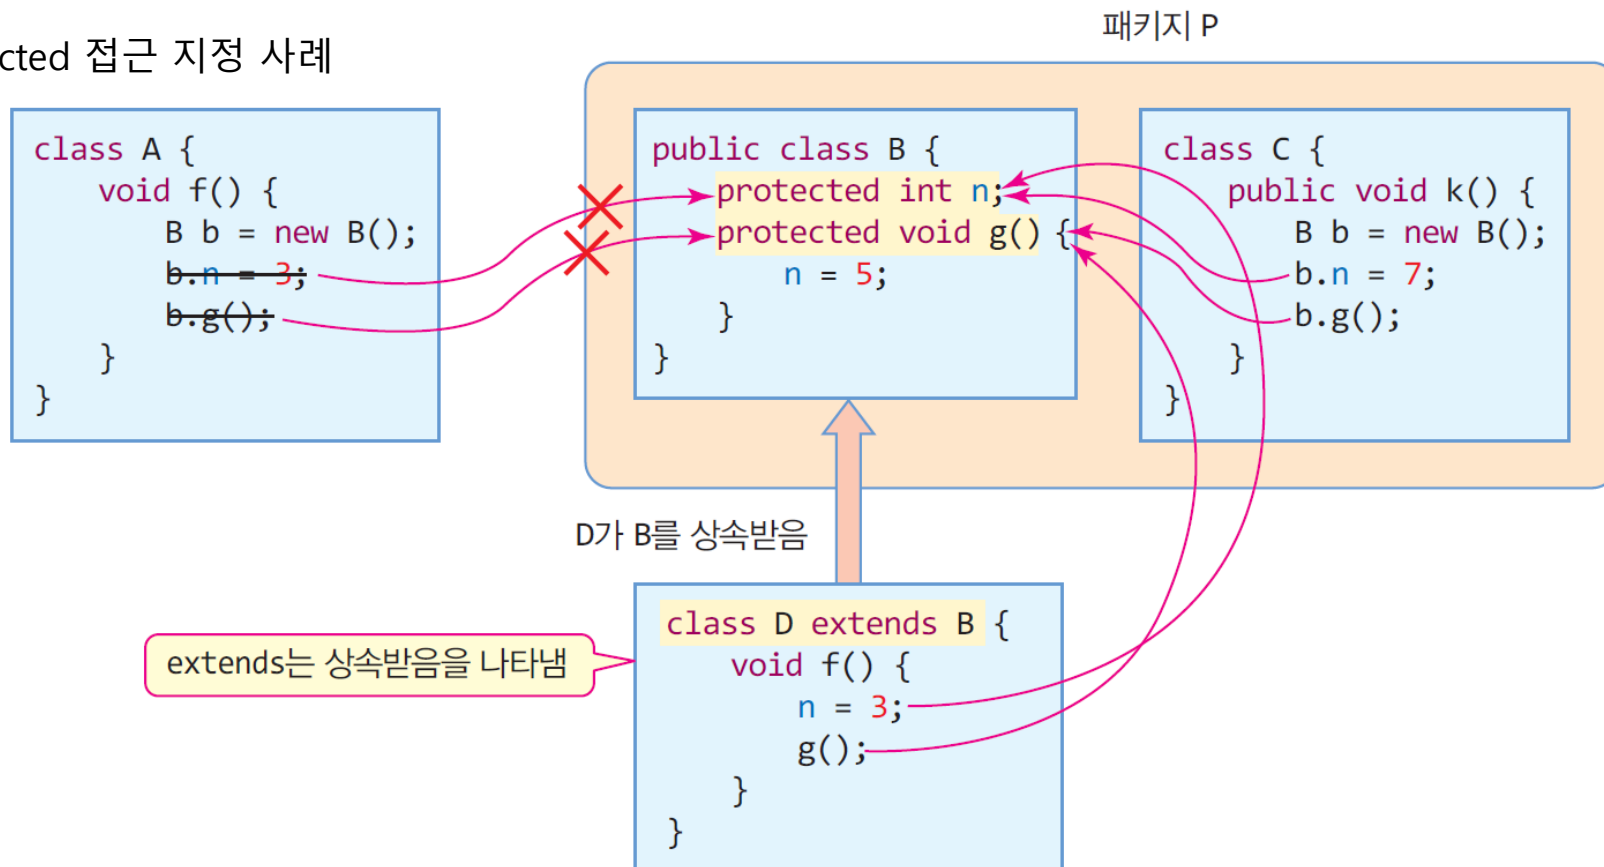 cted 접근 지정 사례
패키지 P
class A {
void f() {
B b = new B();
b.n = 3;
b.g();
}
}
public class B {
protected int n;
protected void g() {
n = 5;
}
}
class C {
public void k() {
B b = new B();
b.n = 7;
b.g();
}
}
D가 B를 상속받음
extends는 상속받음을 나타냄
class D extends B {
void f() {
n = 3;
g();
}
}